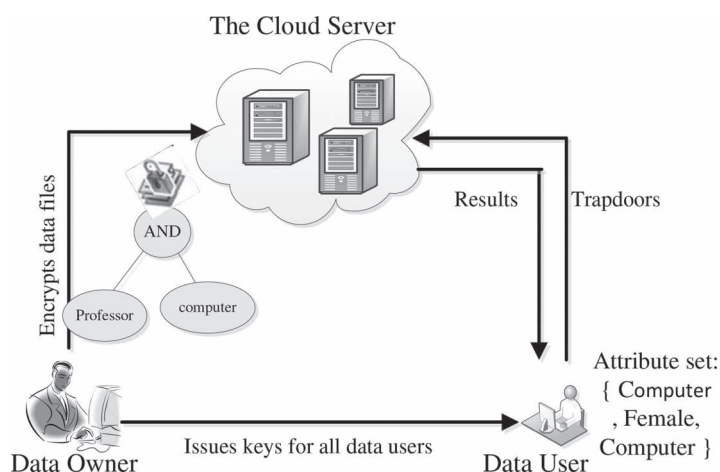 The Cloud Server
Encrypts data files
AND
Professor
computer
Results
Trapdoors
Attribute set:
{ Computer
, Female,
Computer }
Issues keys for all data users
Data Owner
Data User